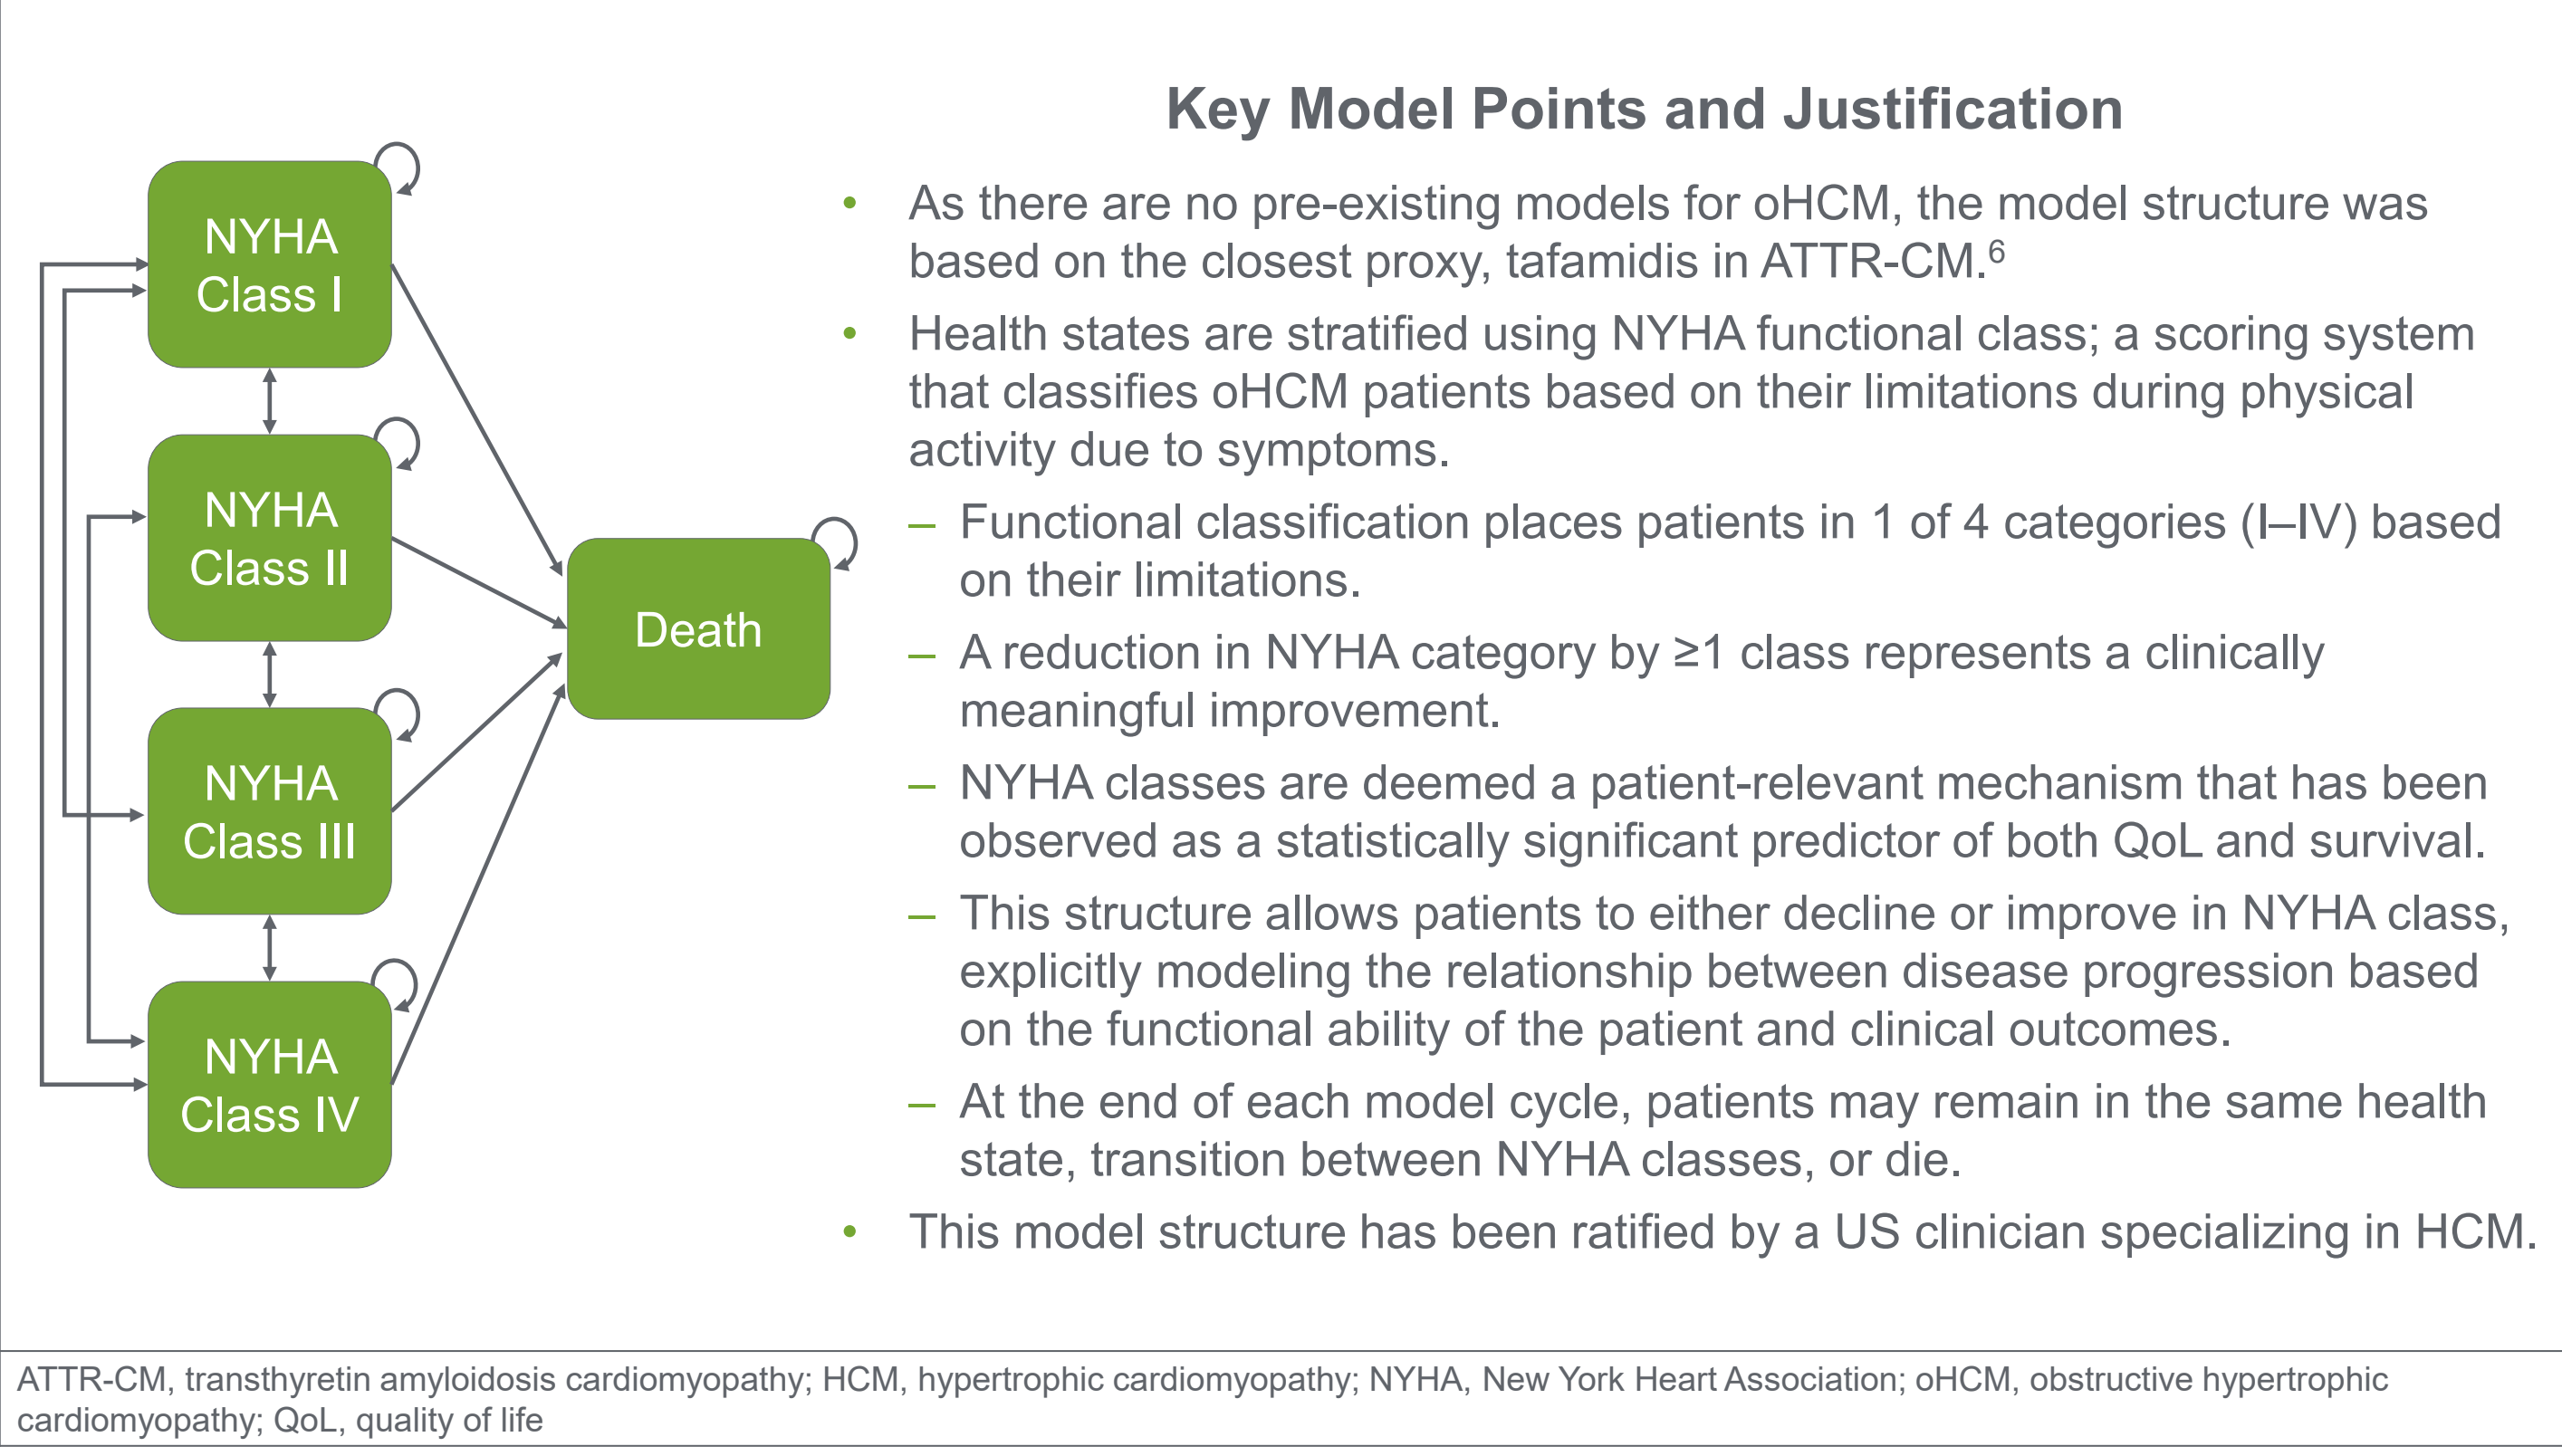 Key Model Points and Justification
NYHA
Class I
NYHA
Class II
NYHA
Class III
NYHA
Class IV
Death
• As there are no pre-existing models for oHCM, the model structure was
based on the closest proxy, tafamidis in ATTR-CM.⁶
• Health states are stratified using NYHA functional class; a scoring system
that classifies oHCM patients based on their limitations during physical
activity due to symptoms.
– Functional classification places patients in 1 of 4 categories (I–IV) based
on their limitations.
– A reduction in NYHA category by ≥1 class represents a clinically
meaningful improvement.
– NYHA classes are deemed a patient-relevant mechanism that has been
observed as a statistically significant predictor of both QoL and survival.
– This structure allows patients to either decline or improve in NYHA class,
explicitly modeling the relationship between disease progression based
on the functional ability of the patient and clinical outcomes.
– At the end of each model cycle, patients may remain in the same health
state, transition between NYHA classes, or die.
• This model structure has been ratified by a US clinician specializing in HCM.
ATTR-CM, transthyretin amyloidosis cardiomyopathy; HCM, hypertrophic cardiomyopathy; NYHA, New York Heart Association; oHCM, obstructive hypertrophic
cardiomyopathy; QoL, quality of life